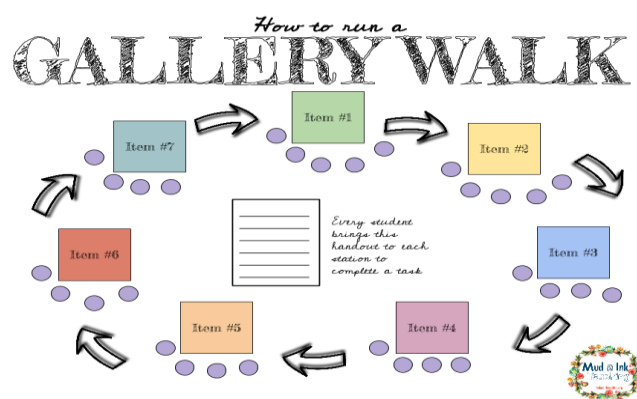 How to run a
GALLERY WALK
Item #1
Item #2
Item #3
Item #4
Item #5
Item #6
Item #7
Every student
brings this
handout to each
station to
complete a task
Mud & Ink